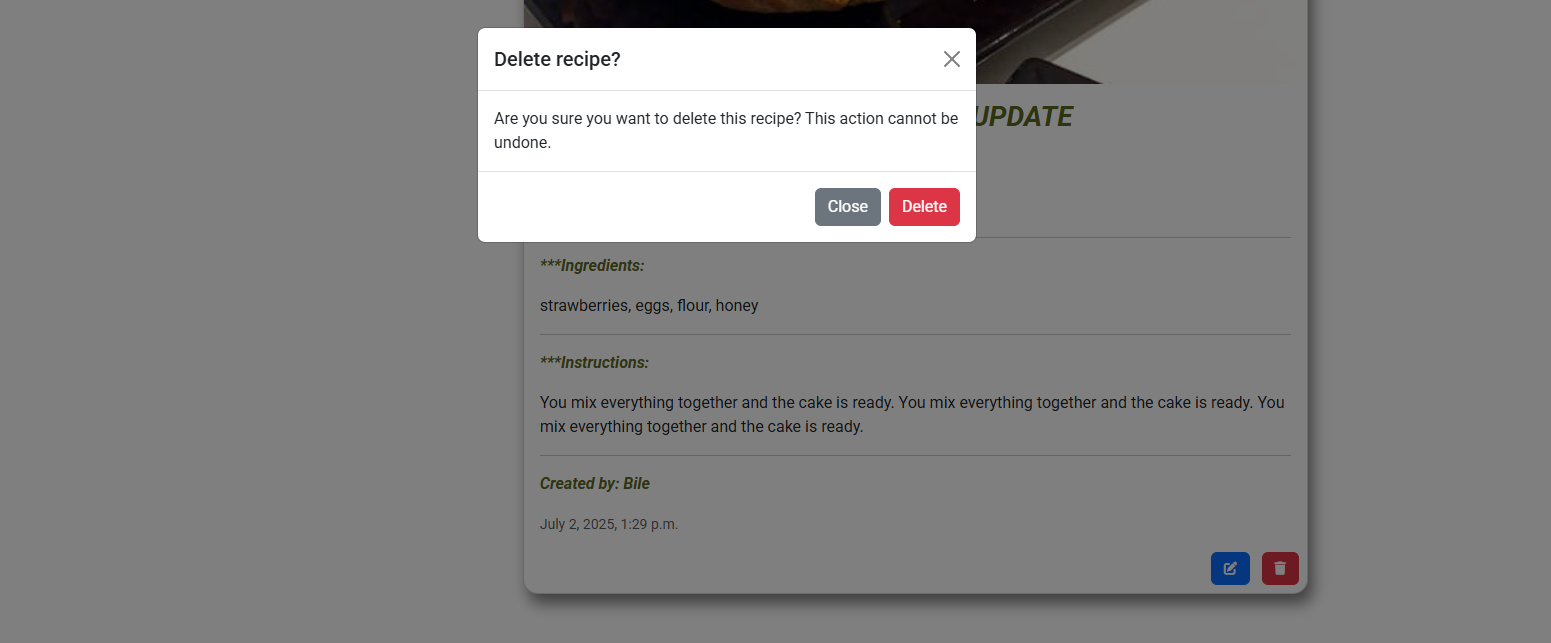 Delete recipe?
Are you sure you want to delete this recipe? This action cannot be
undone.
Close Delete
UPDATE
***Ingredients:
strawberries, eggs, flour, honey
***Instructions:
You mix everything together and the cake is ready. You mix everything together and the cake is ready. You
mix everything together and the cake is ready.
Created by: Bile
July 2, 2025, 1:29 p.m.